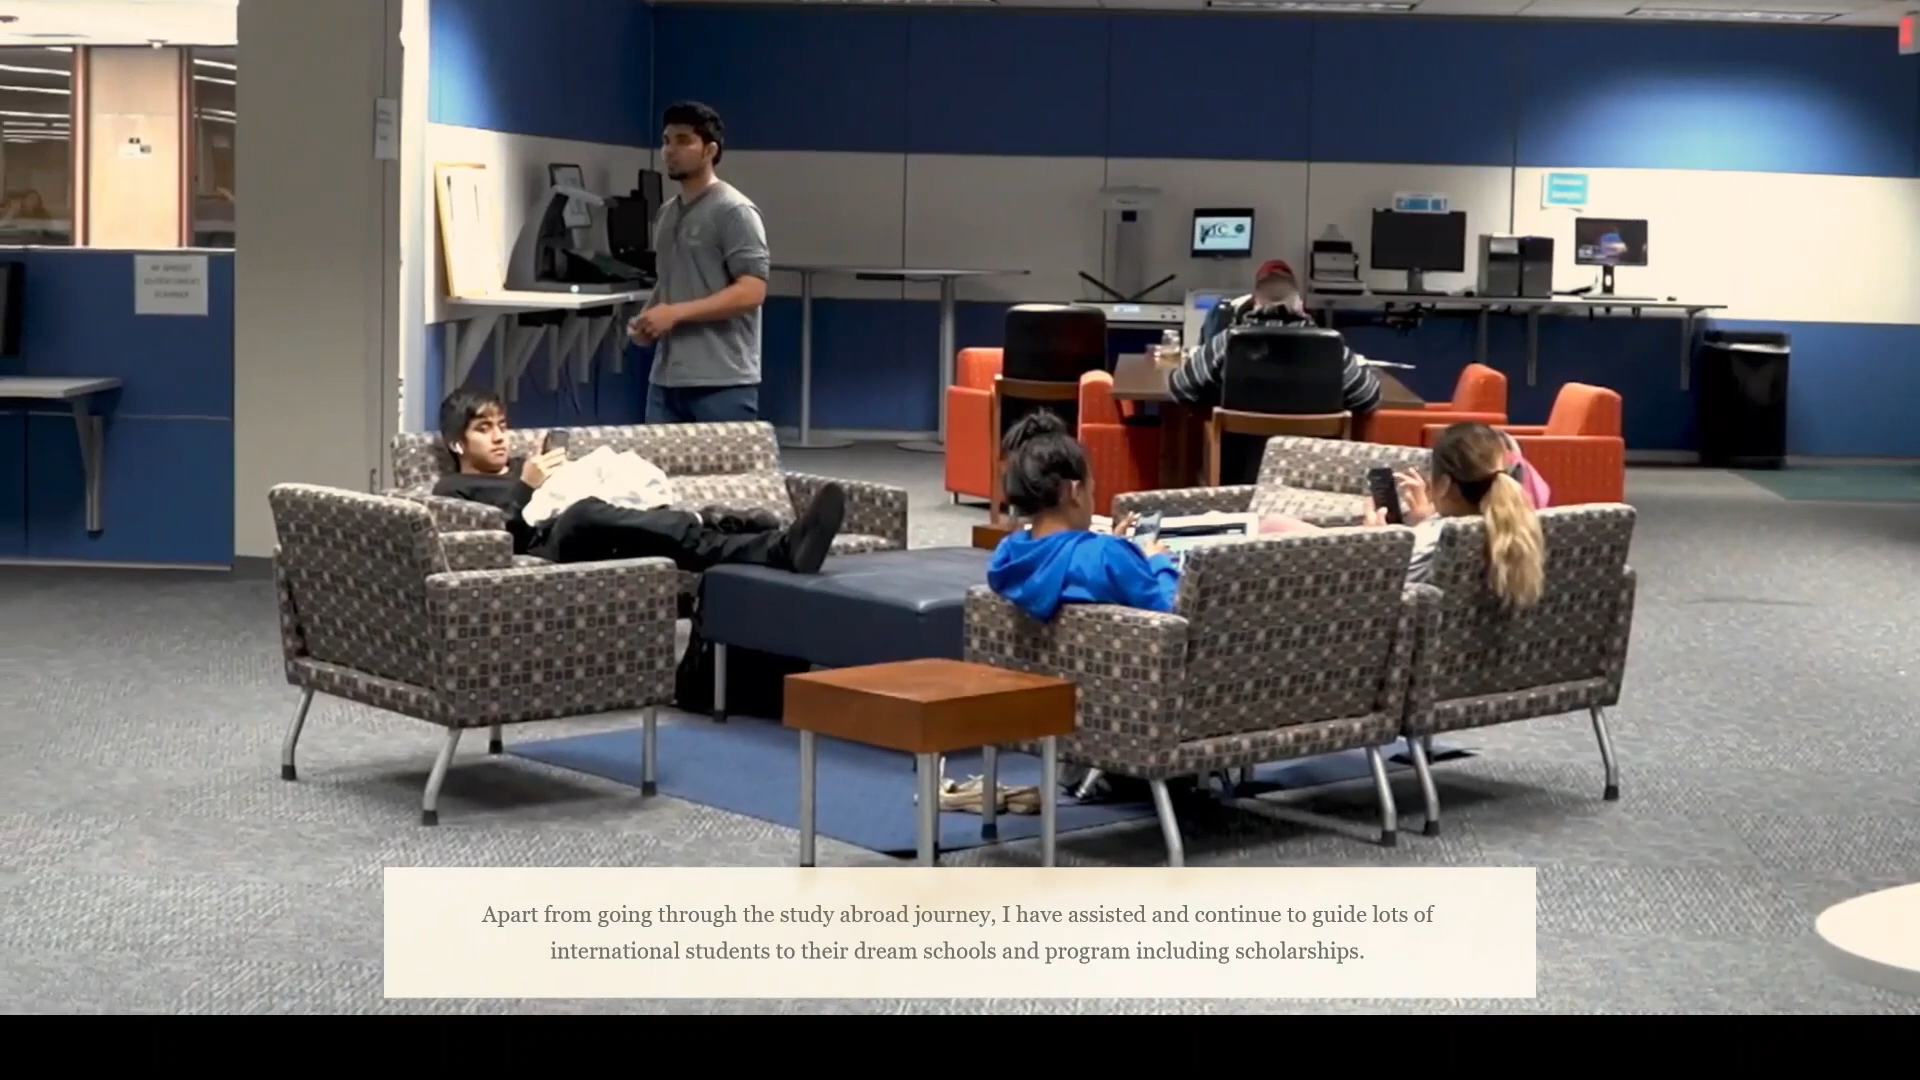 Apart from going through the study abroad journey, I have assisted and continue to guide lots of
international students to their dream schools and program including scholarships.